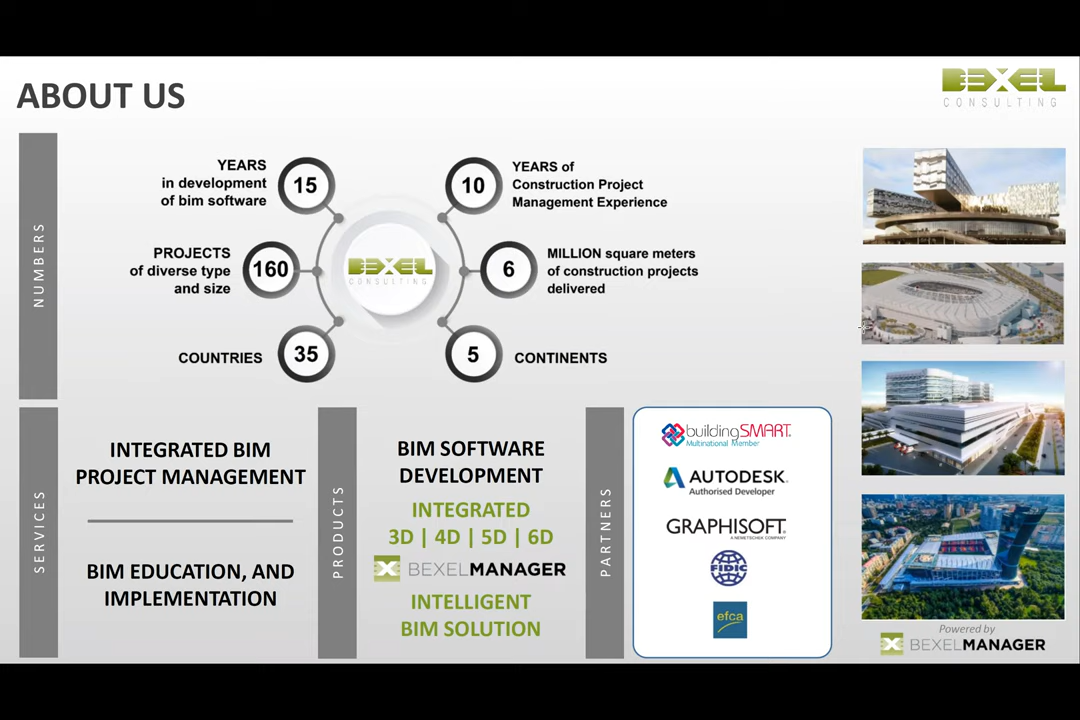 ABOUT US
BEXEL
CONSULTING
NUMBERS
YEARS
in development
of bim software
15
10
YEARS of
Construction Project
Management Experience
PROJECTS
of diverse type
and size
160
BEXEL
CONSULTING
6
MILLION square meters
of construction projects
delivered
COUNTRIES
35
5
CONTINENTS
SERVICES
INTEGRATED BIM
PROJECT MANAGEMENT
BIM EDUCATION, AND
IMPLEMENTATION
PRODUCTS
BIM SOFTWARE
DEVELOPMENT
INTEGRATED
3D | 4D | 5D | 6D
BEXELMANAGER
INTELLIGENT
BIM SOLUTION
PARTNERS
buildingSMART
Multinational Member
AUTODESK
Authorised Developer
GRAPHISOFT
A NEMETSCHEK COMPANY
FIDIC
efca
Powered by
BEXELMANAGER